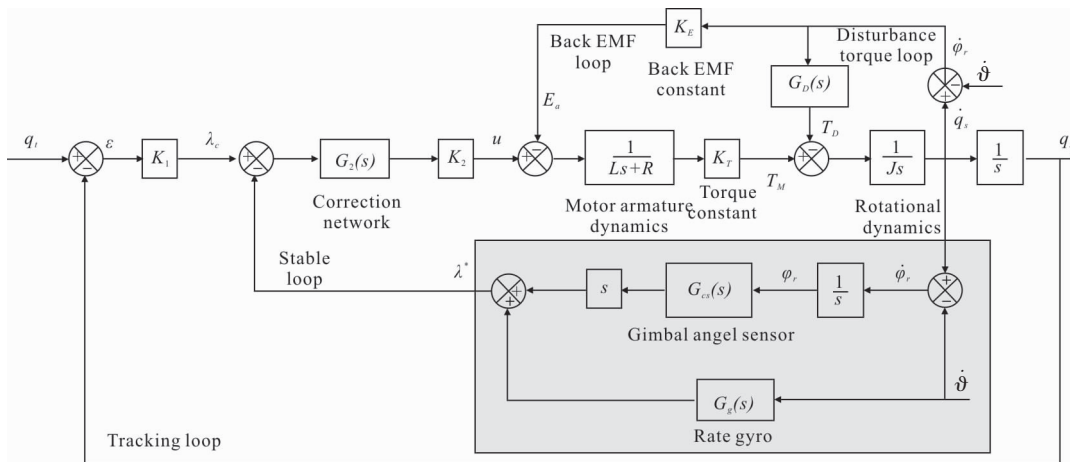 K_E
Back EMF
loop
Back EMF
constant
Disturbance
torque loop
φ̇_r
G_D(s)
ϑ̇
E_a
T_D
q̇_s
q_t
ε
K_1
λ_c
G_2(s)
K_2
u
1/(Ls+R)
K_T
T_M
1/(Js)
1/s
q_s
Correction
network
Motor armature
dynamics
Torque
constant
Rotational
dynamics
Stable
loop
λ*
s
G_cs(s)
φ_r
1/s
φ̇_r
Gimbal angel sensor
ϑ̇
G_g(s)
Rate gyro
Tracking loop